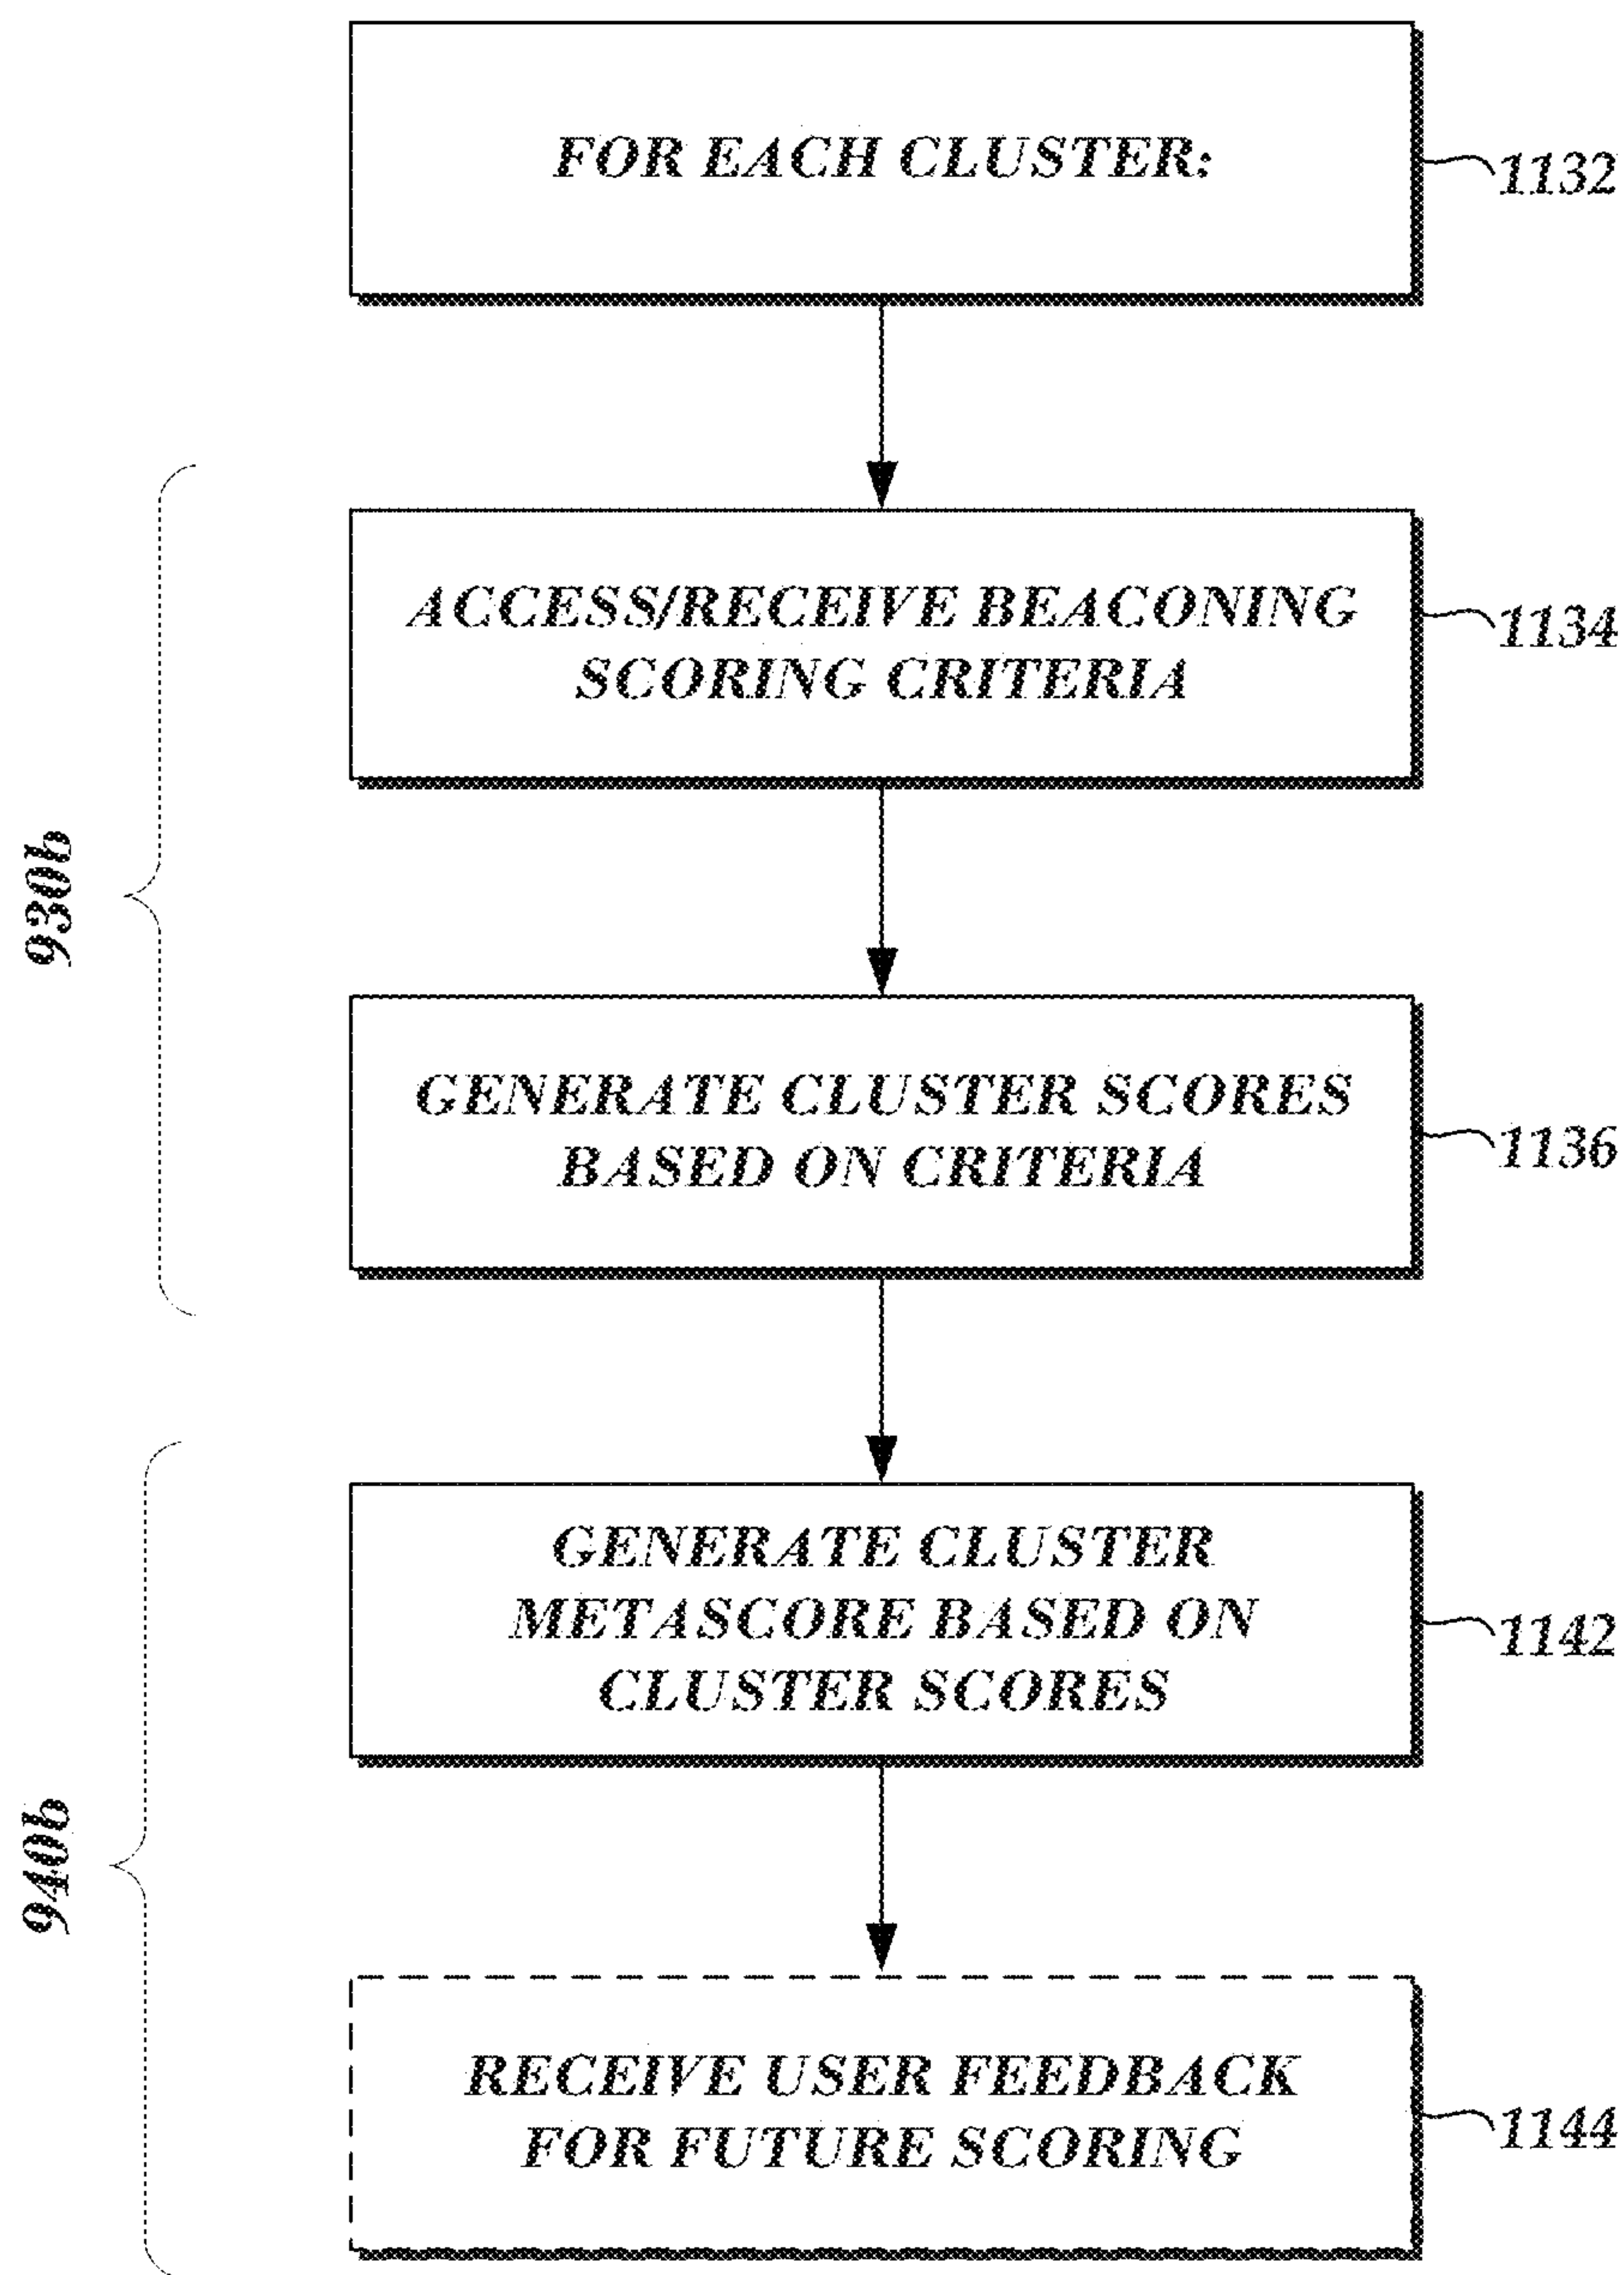 FOR EACH CLUSTER:
1132
ACCESS/RECEIVE BEACONING
SCORING CRITERIA
1134
930b
GENERATE CLUSTER SCORES
BASED ON CRITERIA
1136
GENERATE CLUSTER
METASCORE BASED ON
CLUSTER SCORES
1142
940b
RECEIVE USER FEEDBACK
FOR FUTURE SCORING
1144